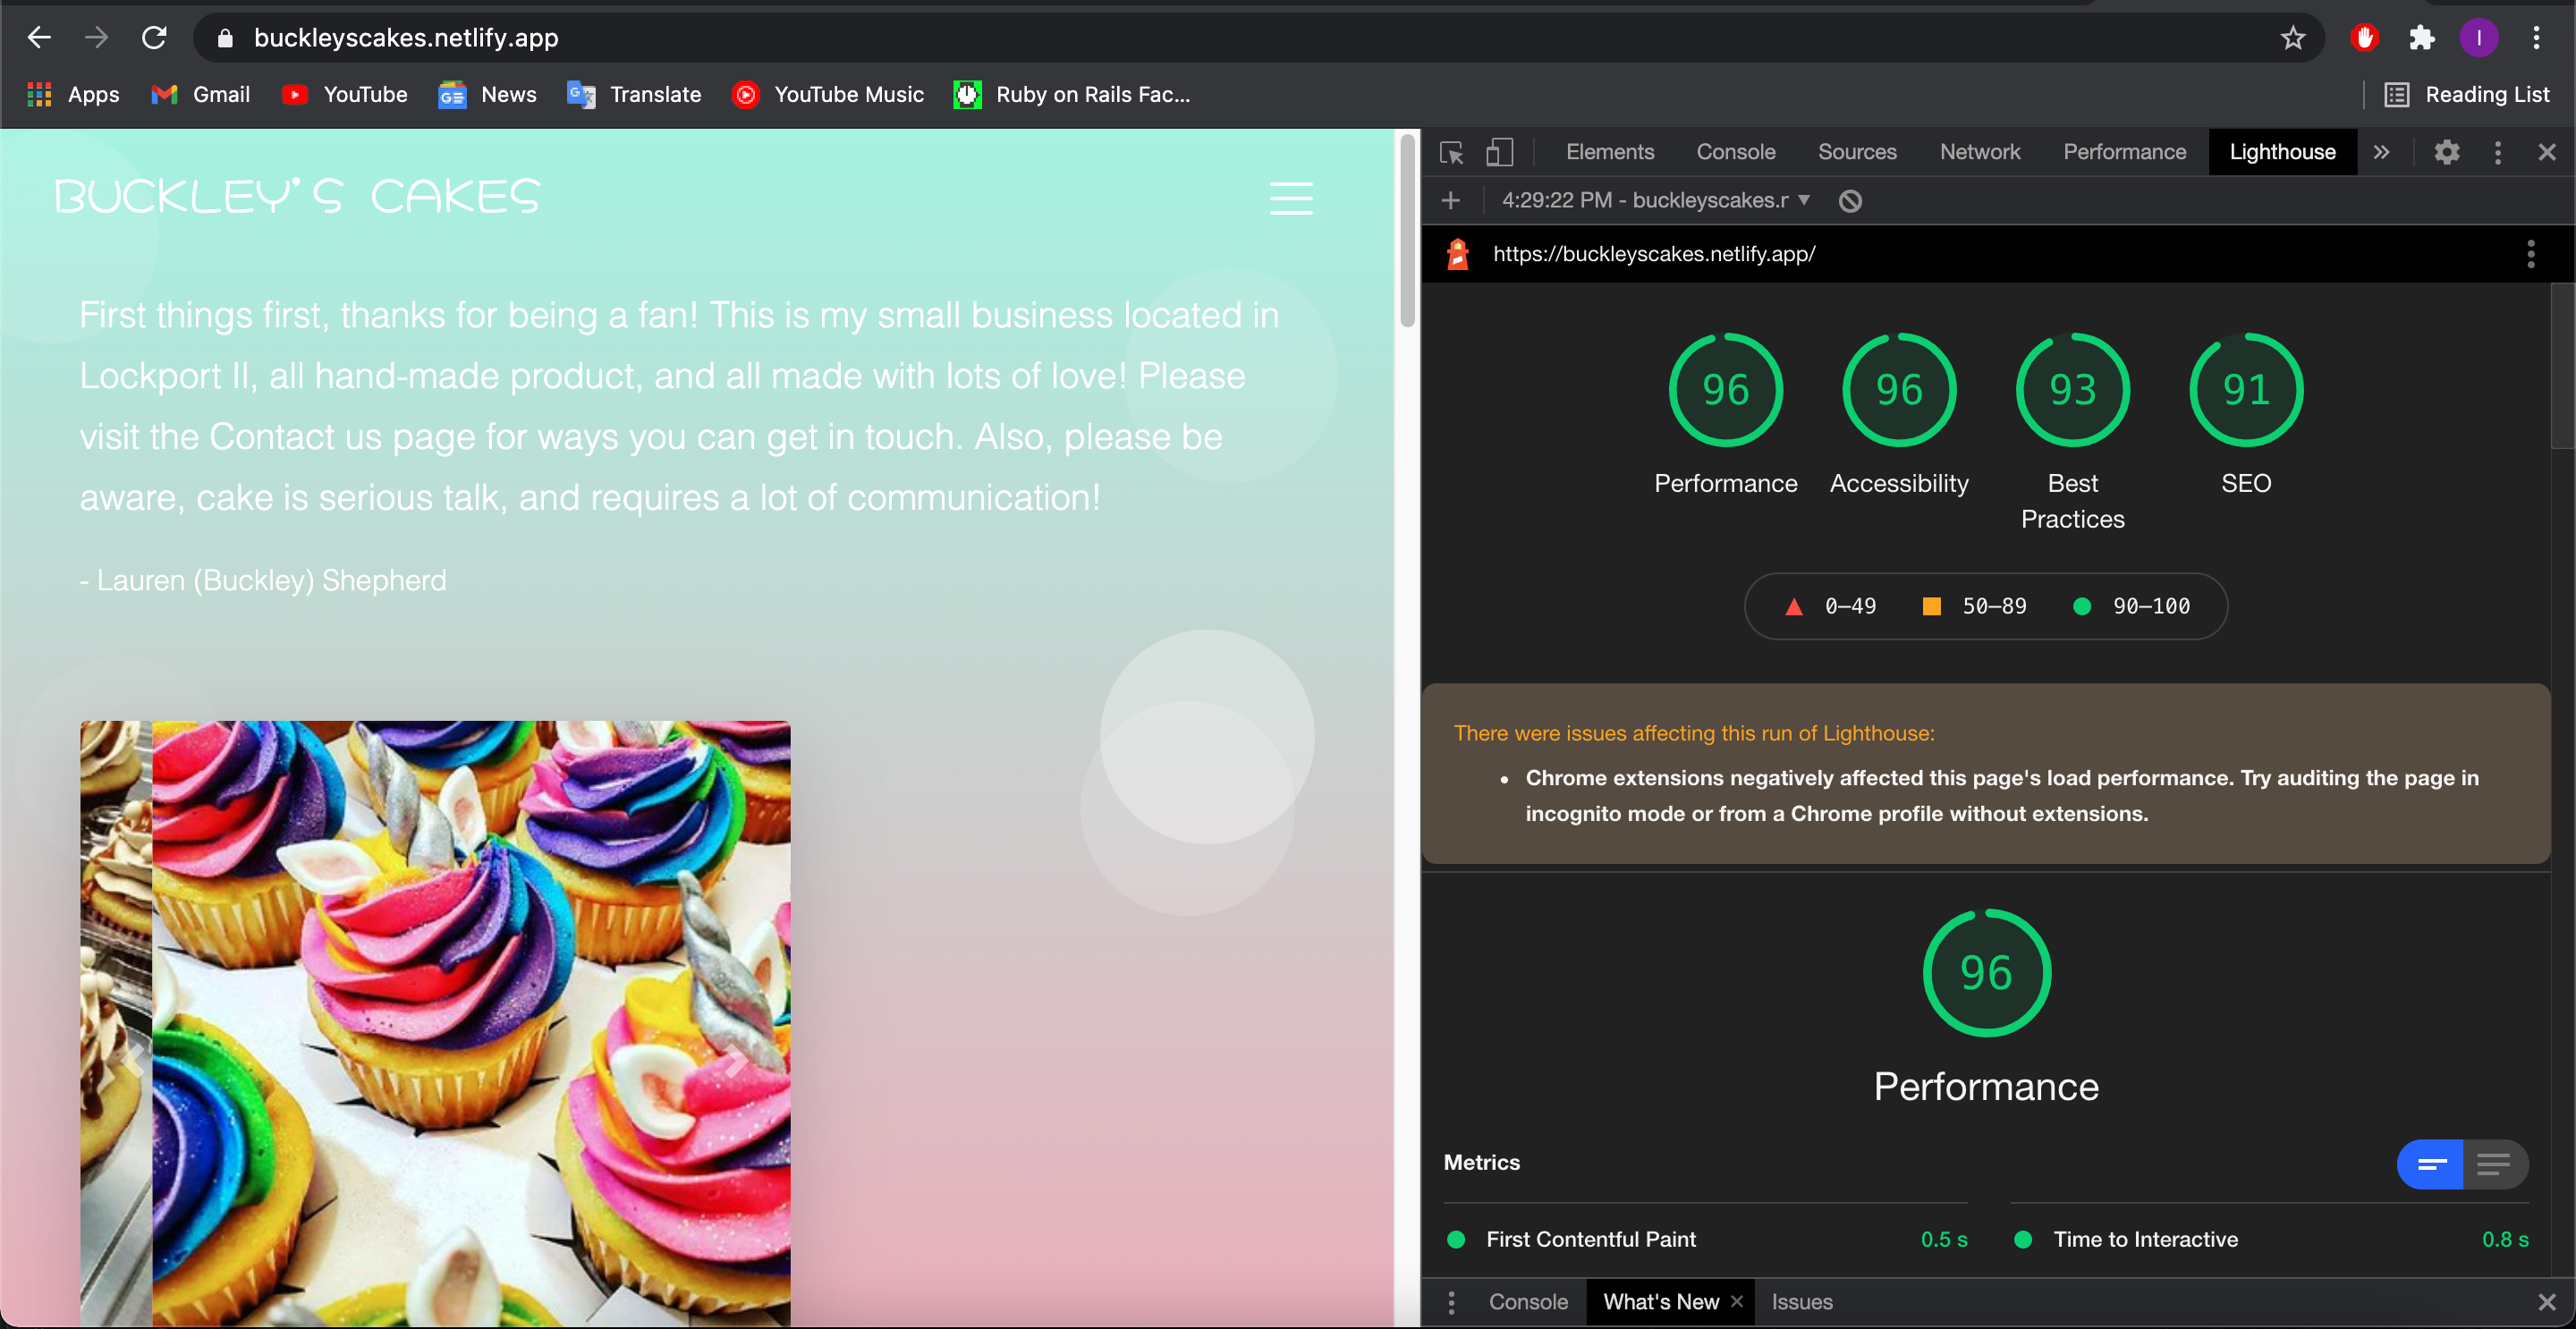 buckleyscakes.netlify.app
Apps Gmail YouTube News Translate YouTube Music Ruby on Rails Fac... Reading List
BUCKLEY'S CAKES
First things first, thanks for being a fan! This is my small business located in
Lockport Il, all hand-made product, and all made with lots of love! Please
visit the Contact us page for ways you can get in touch. Also, please be
aware, cake is serious talk, and requires a lot of communication!
- Lauren (Buckley) Shepherd
Elements Console Sources Network Performance Lighthouse
4:29:22 PM - buckleyscakes.r
https://buckleyscakes.netlify.app/
96 96 93 91
Performance Accessibility Best Practices SEO
0–49 50–89 90–100
There were issues affecting this run of Lighthouse:
• Chrome extensions negatively affected this page's load performance. Try auditing the page in
incognito mode or from a Chrome profile without extensions.
96
Performance
Metrics
First Contentful Paint 0.5 s Time to Interactive 0.8 s
Console What's New Issues